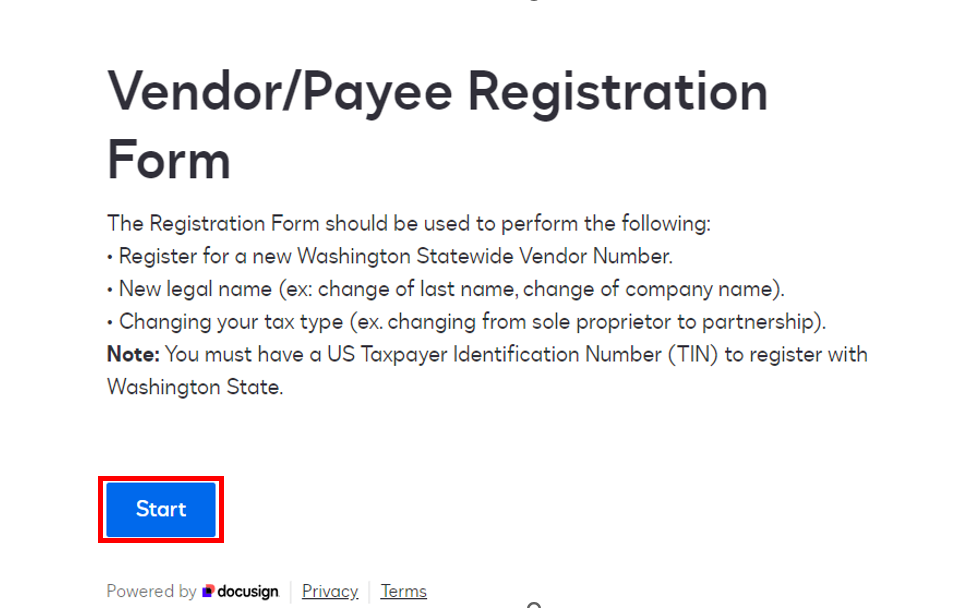 Vendor/Payee Registration
Form
The Registration Form should be used to perform the following:
• Register for a new Washington Statewide Vendor Number.
• New legal name (ex: change of last name, change of company name).
• Changing your tax type (ex. changing from sole proprietor to partnership).
Note: You must have a US Taxpayer Identification Number (TIN) to register with
Washington State.
Start
Powered by docusign Privacy Terms